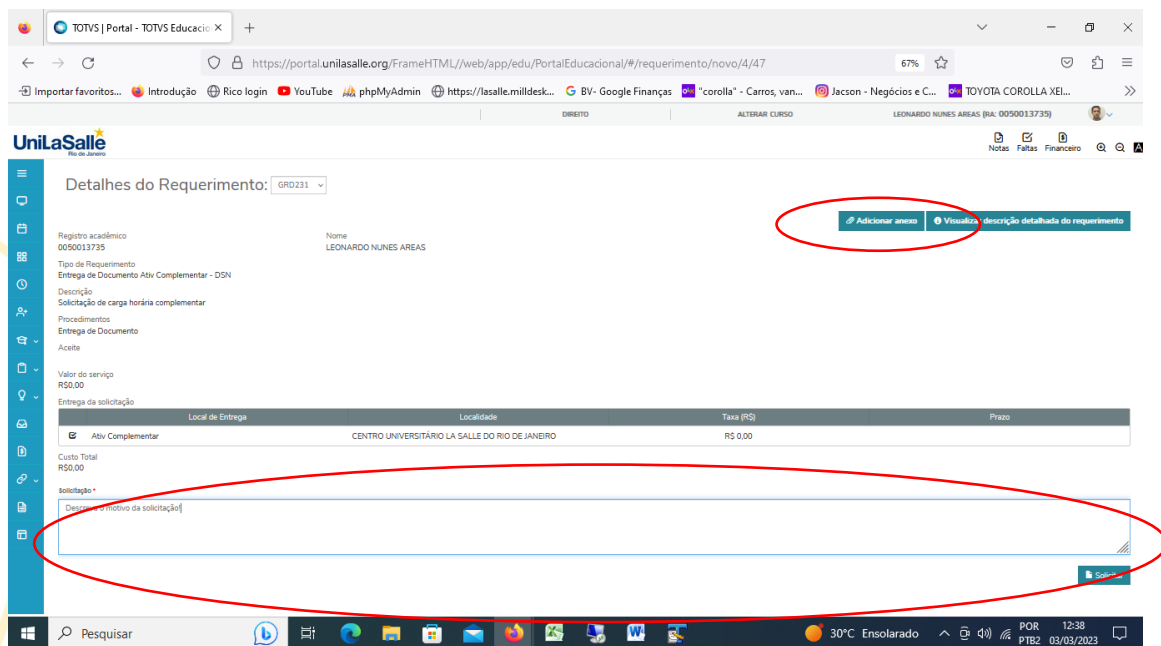 TOTVS | Portal - TOTVS Educacio
https://portal.unilasalle.org/FrameHTML//web/app/edu/PortalEducacional/#/requerimento/novo/4/47 67%
Importar favoritos... Introdução Rico login YouTube phpMyAdmin https://lasalle.milldesk... BV- Google Finanças "corolla" - Carros, van... Jacson - Negócios e C... TOYOTA COROLLA XEI...
DIREITO ALTERAR CURSO LEONARDO NUNES AREAS (RA: 0050013735)
UniLaSalle
Rio de Janeiro
Notas Faltas Financeiro A
Detalhes do Requerimento: GRD231
Adicionar anexo Visualizar descrição detalhada do requerimento
Registro acadêmico Nome
0050013735 LEONARDO NUNES AREAS
Tipo de Requerimento
Entrega de Documento Ativ Complementar - DSN
Descrição
Solicitação de carga horária complementar
Procedimentos
Entrega de Documento
Aceite
Valor do serviço
R$0,00
Entrega da solicitação
Local de Entrega Localidade Taxa (R$) Prazo
Ativ Complementar CENTRO UNIVERSITÁRIO LA SALLE DO RIO DE JANEIRO R$ 0,00
Custo Total
R$0,00
Solicitação *
o motivo da solicitação!
Pesquisar 30°C Ensolarado POR 12:38
PTB2 03/03/2023